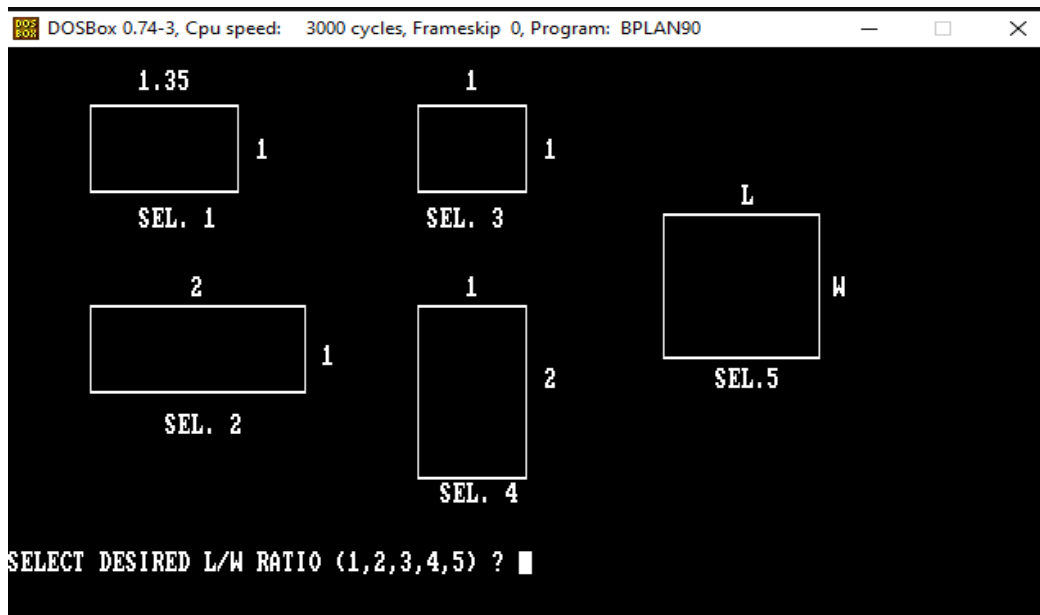 DOSBox 0.74-3, Cpu speed: 3000 cycles, Frameskip 0, Program: BPLAN90
1.35
1
SEL. 1
1
1
SEL. 3
2
1
SEL. 2
1
2
SEL. 4
L
W
SEL.5
SELECT DESIRED L/W RATIO (1,2,3,4,5) ?